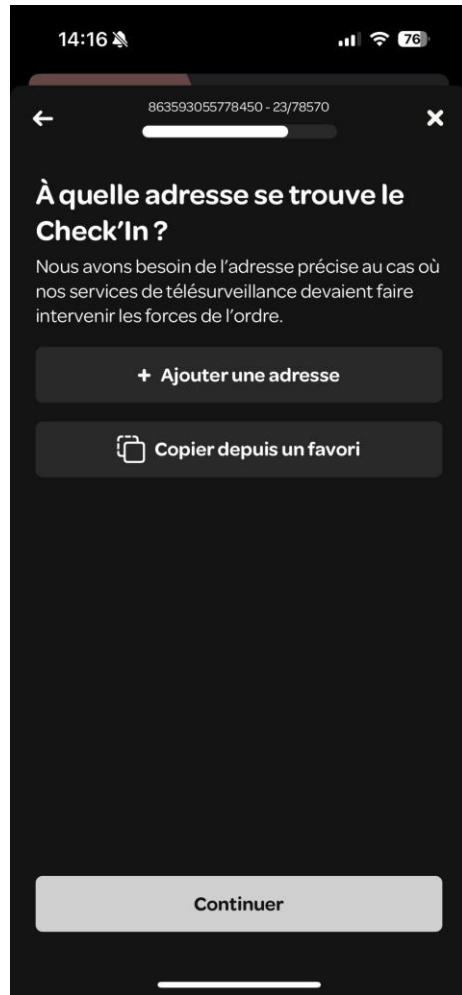 14:16
76
863593055778450 - 23/78570
À quelle adresse se trouve le
Check’In ?
Nous avons besoin de l’adresse précise au cas où
nos services de télésurveillance devaient faire
intervenir les forces de l’ordre.
+ Ajouter une adresse
Copier depuis un favori
Continuer